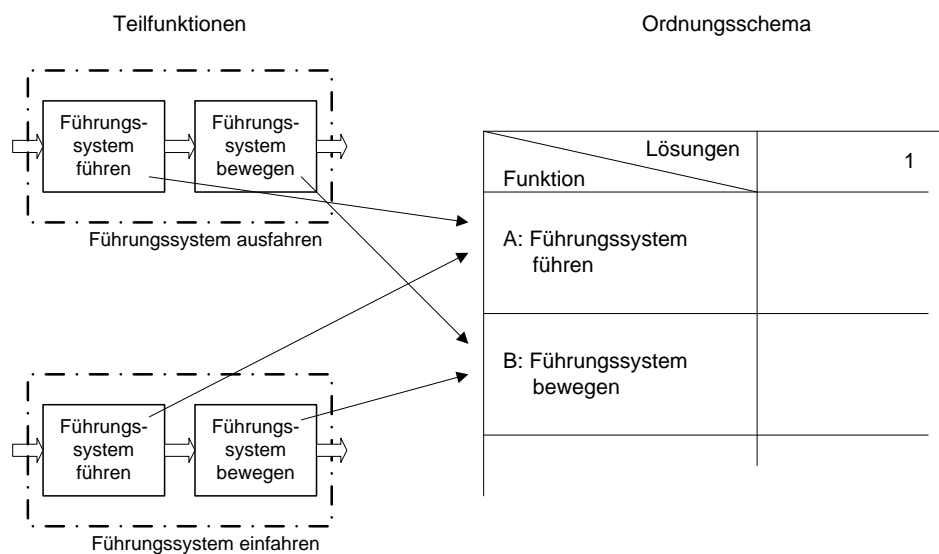 Teilfunktionen
Ordnungsschema
Führungs-
system
führen
Führungs-
system
bewegen
Führungssystem ausfahren
Führungs-
system
führen
Führungs-
system
bewegen
Führungssystem einfahren
Lösungen
Funktion
1
A: Führungssystem
führen
B: Führungssystem
bewegen